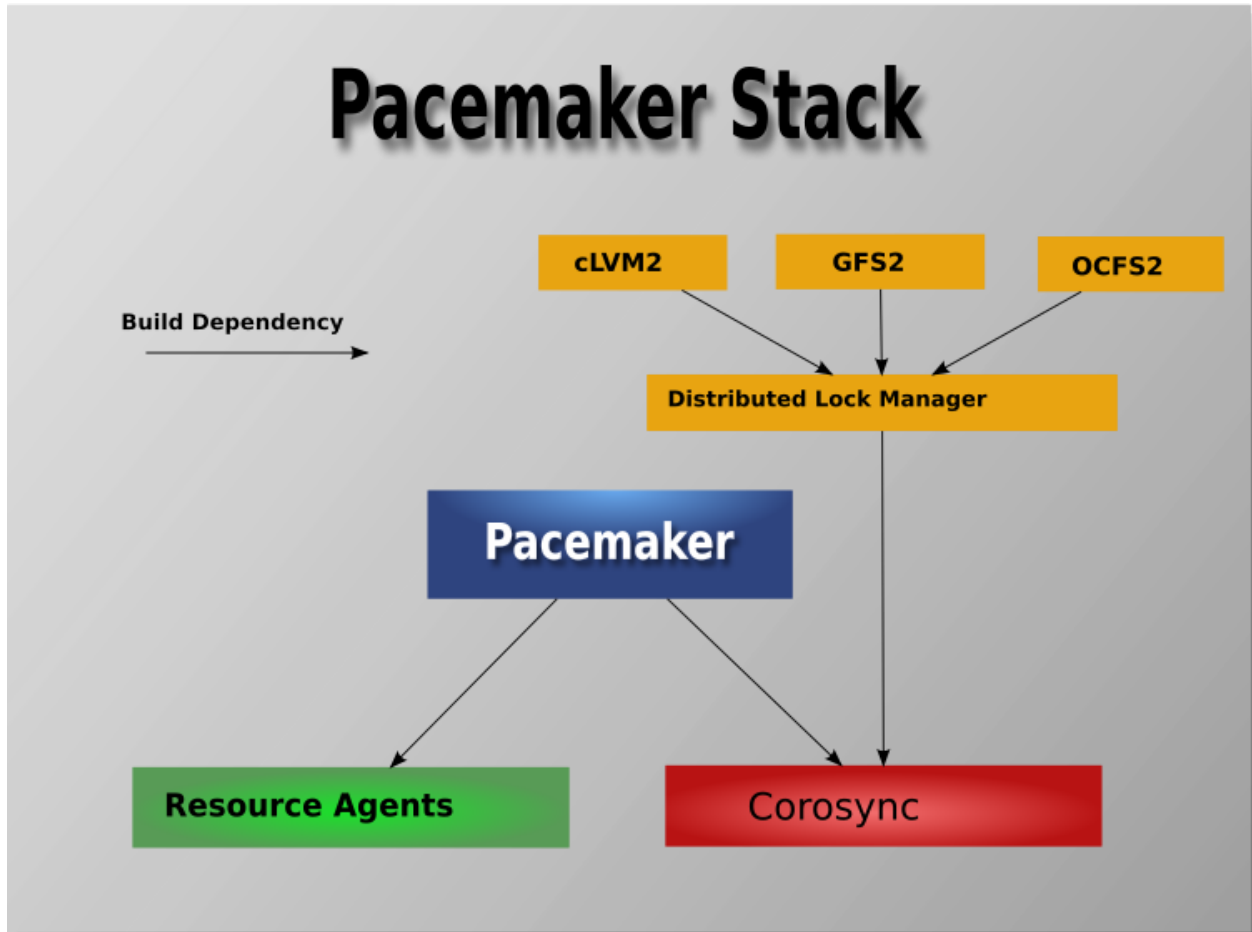 Pacemaker Stack
cLVM2
GFS2
OCFS2
Build Dependency
Distributed Lock Manager
Pacemaker
Resource Agents
Corosync